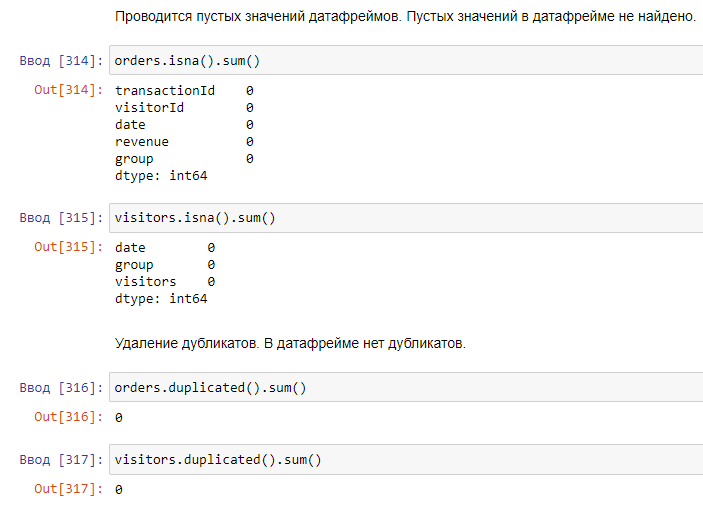 Проводится пустых значений датафреймов. Пустых значений в датафрейме не найдено.
Ввод [314]: orders.isna().sum()
Out[314]: transactionId    0
visitorId        0
date             0
revenue          0
group            0
dtype: int64
Ввод [315]: visitors.isna().sum()
Out[315]: date        0
group       0
visitors    0
dtype: int64
Удаление дубликатов. В датафрейме нет дубликатов.
Ввод [316]: orders.duplicated().sum()
Out[316]: 0
Ввод [317]: visitors.duplicated().sum()
Out[317]: 0